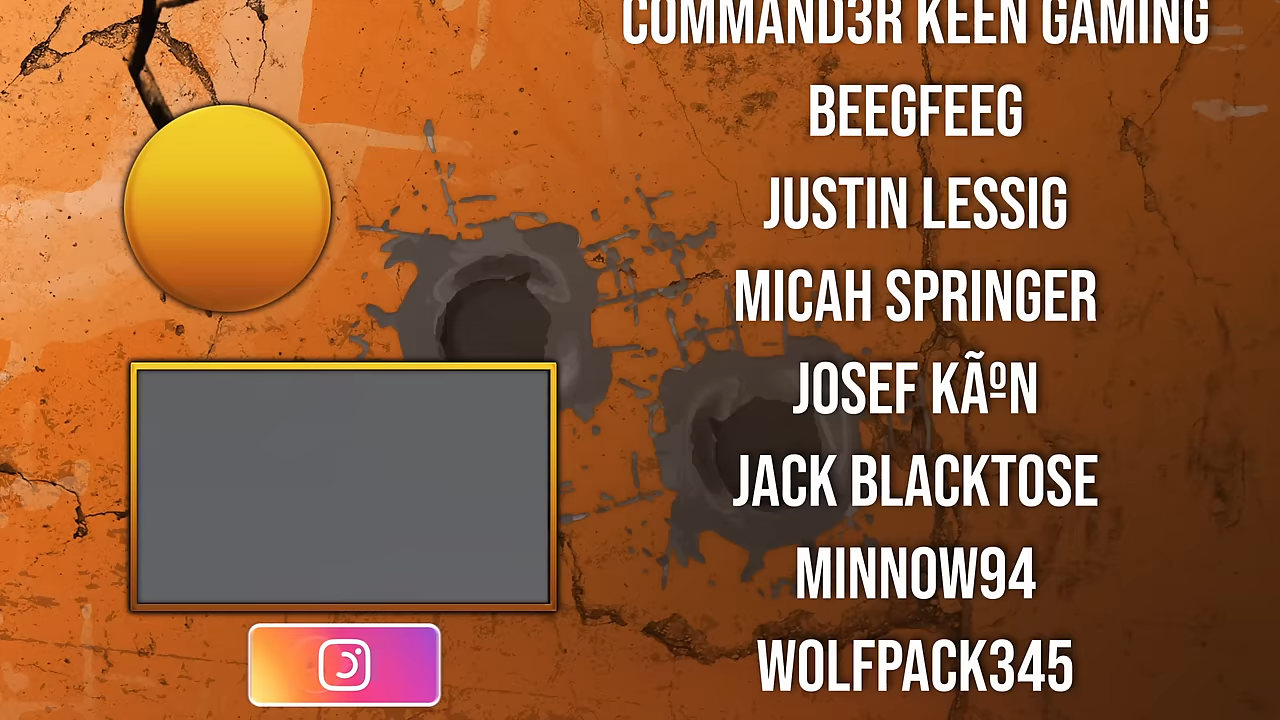 COMMAND3R KEEN GAMING
BEEGFEEG
JUSTIN LESSIG
MICAH SPRINGER
JOSEF KÃºN
JACK BLACKTOSE
MINNOW94
WOLFPACK345